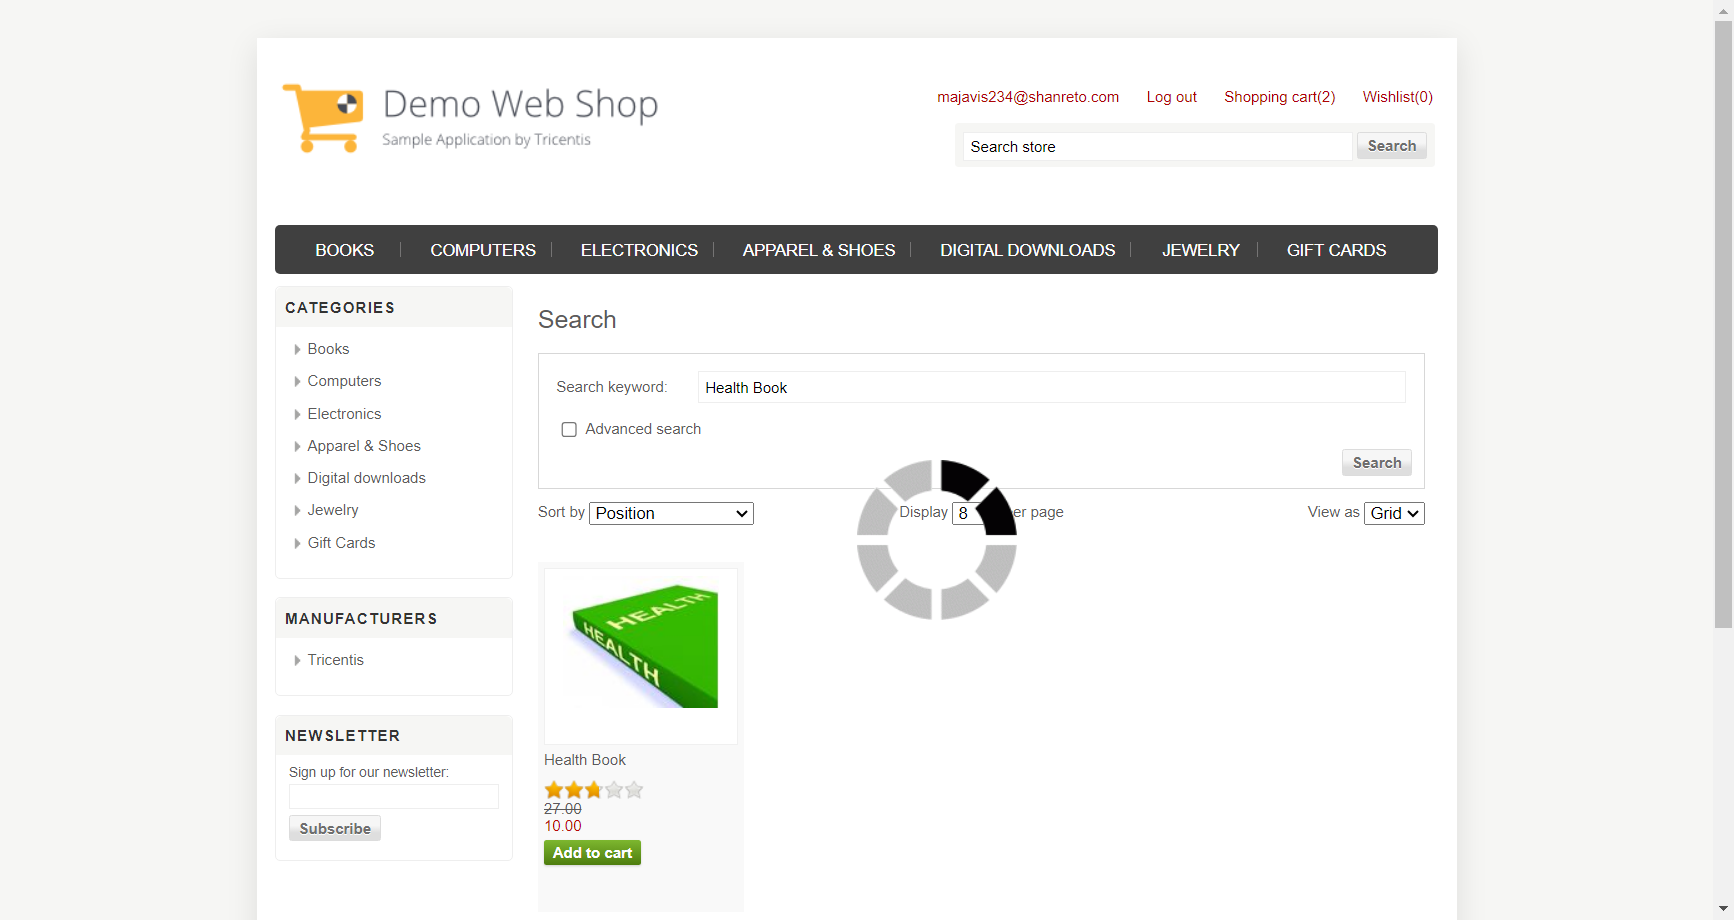 Demo Web Shop
Sample Application by Tricentis
majavis234@shanreto.com Log out Shopping cart(2) Wishlist(0)
Search store Search
BOOKS COMPUTERS ELECTRONICS APPAREL & SHOES DIGITAL DOWNLOADS JEWELRY GIFT CARDS
CATEGORIES
Books
Computers
Electronics
Apparel & Shoes
Digital downloads
Jewelry
Gift Cards
MANUFACTURERS
Tricentis
NEWSLETTER
Sign up for our newsletter:
Subscribe
Search
Search keyword: Health Book
Advanced search
Search
Sort by Position Display 8 er page View as Grid
HEALTH
HEALTH
Health Book
27.00
10.00
Add to cart